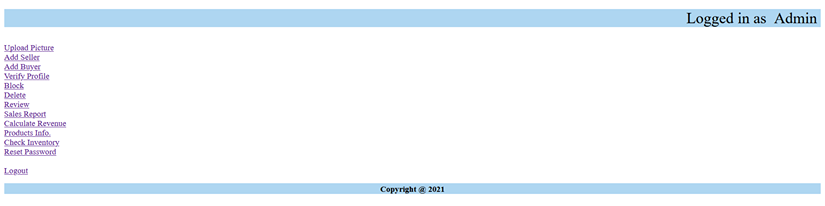 Logged in as Admin
Upload Picture
Add Seller
Add Buyer
Verify Profile
Block
Delete
Review
Sales Report
Calculate Revenue
Products Info.
Check Inventory
Reset Password
Logout
Copyright @ 2021